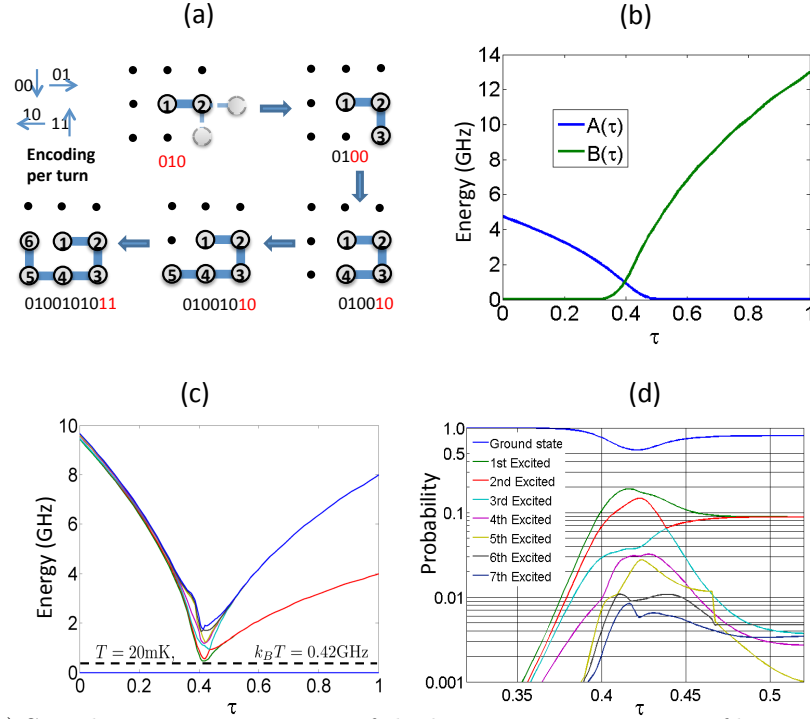 (a)
00 01
10 11
Encoding
per turn
1 2
010
1 2
3
0100
6 1 2
5 4 3
0100101011
1 2
5 4 3
01001010
1 2
4 3
010010
(b)
14
12
10
8
6
4
2
0
Energy (GHz)
A(τ)
B(τ)
0 0.2 0.4 0.6 0.8 1
τ
(c)
10
8
6
4
2
0
Energy (GHz)
T = 20mK, k_BT = 0.42GHz
0 0.2 0.4 0.6 0.8 1
τ
(d)
1.0
0.1
0.01
0.001
Probability
Ground state
1st Excited
2nd Excited
3rd Excited
4th Excited
5th Excited
6th Excited
7th Excited
0.35 0.4 0.45 0.5
τ